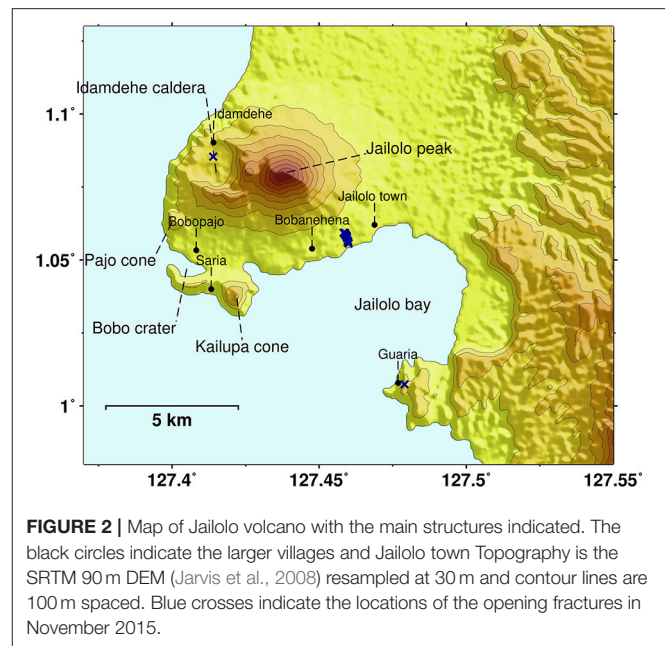 Idamdehe caldera
Idamdehe
Jailolo peak
Jailolo town
Bobopajo
Bobanehena
Pajo cone
Saria
Bobo crater
Jailolo bay
Kailupa cone
Guaria
5 km
1.1°
1.05°
1°
127.4°
127.45°
127.5°
127.55°
FIGURE 2 | Map of Jailolo volcano with the main structures indicated. The
black circles indicate the larger villages and Jailolo town Topography is the
SRTM 90 m DEM (Jarvis et al., 2008) resampled at 30 m and contour lines are
100 m spaced. Blue crosses indicate the locations of the opening fractures in
November 2015.